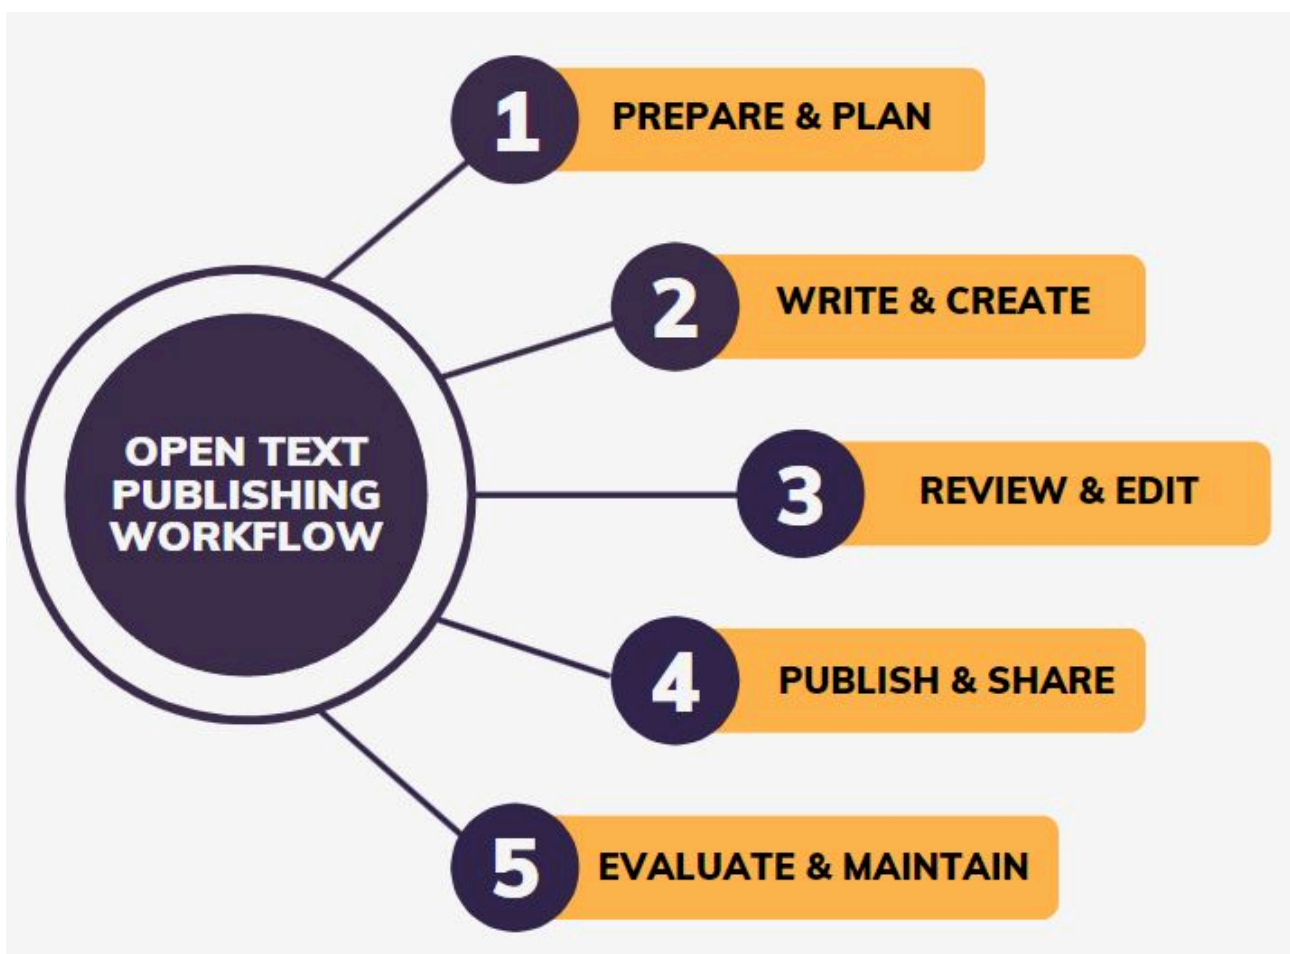 OPEN TEXT
PUBLISHING
WORKFLOW
1 PREPARE & PLAN
2 WRITE & CREATE
3 REVIEW & EDIT
4 PUBLISH & SHARE
5 EVALUATE & MAINTAIN